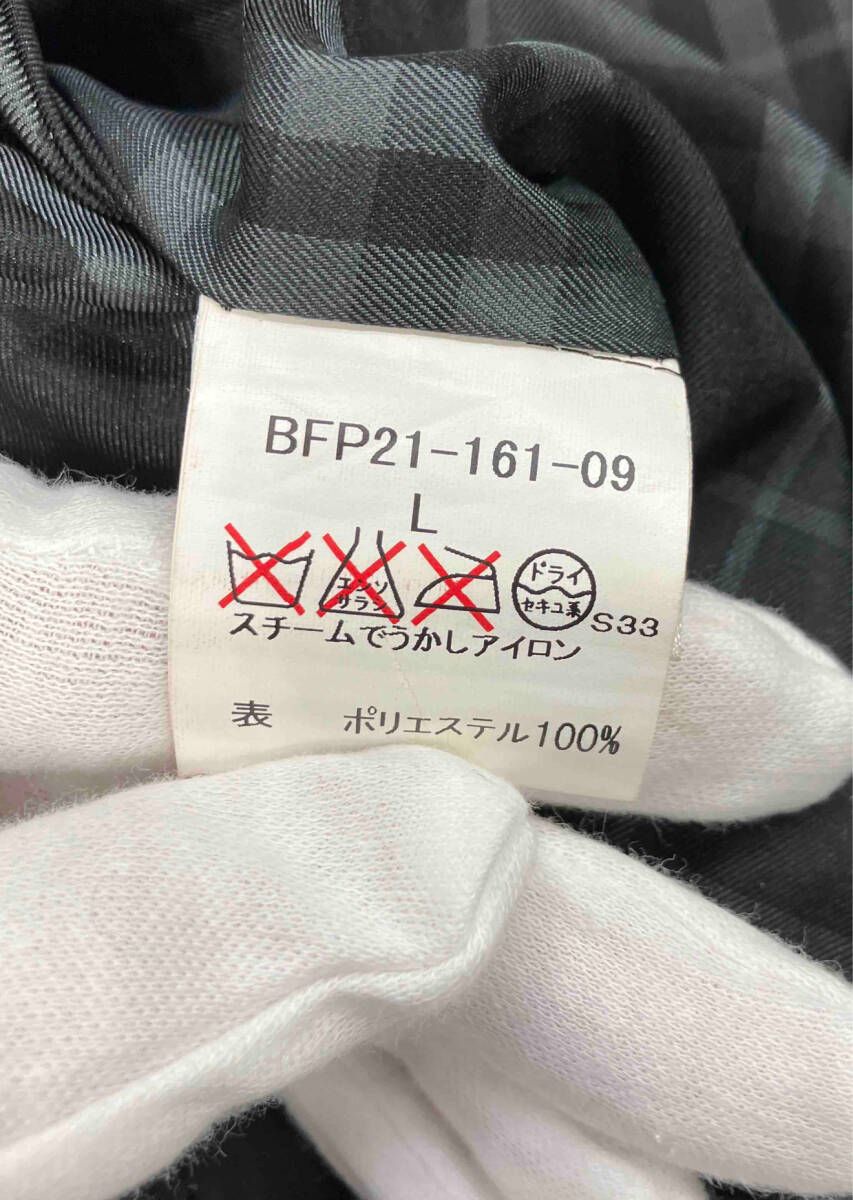 BFP21-161-09
L
エンソ
サラシ
ドライ
セキユ系
S33
スチームでうかしアイロン
表 ポリエステル100%